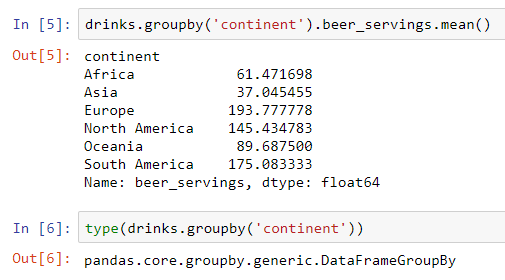 In [5]: drinks.groupby('continent').beer_servings.mean()
Out[5]: continent
Africa 61.471698
Asia 37.045455
Europe 193.777778
North America 145.434783
Oceania 89.687500
South America 175.083333
Name: beer_servings, dtype: float64
In [6]: type(drinks.groupby('continent'))
Out[6]: pandas.core.groupby.generic.DataFrameGroupBy